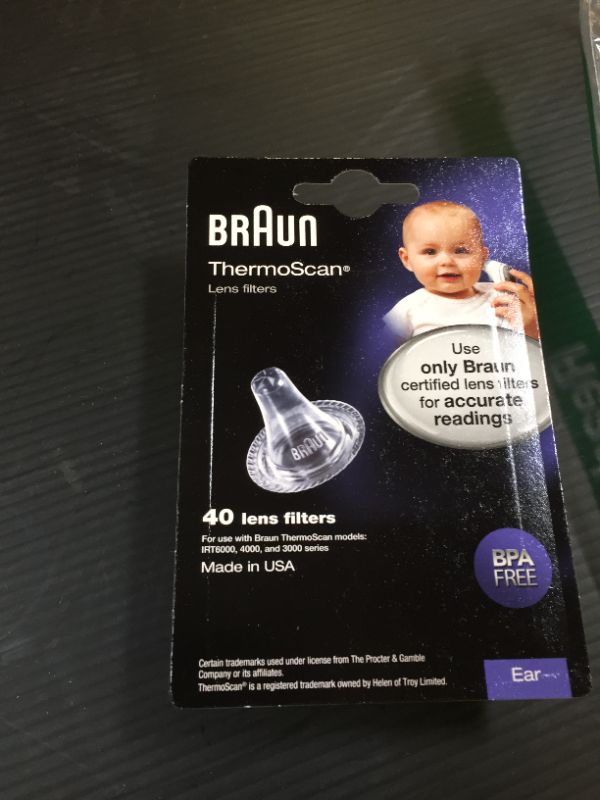 BRAUN
ThermoScan®
Lens filters
Use
only Braun
certified lens filters
for accurate
readings
BRAUN
40 lens filters
For use with Braun ThermoScan models:
IRT6000, 4000, and 3000 series
Made in USA
BPA
FREE
Certain trademarks used under license from The Procter & Gamble
Company or its affiliates.
ThermoScan® is a registered trademark owned by Helen of Troy Limited.
Ear